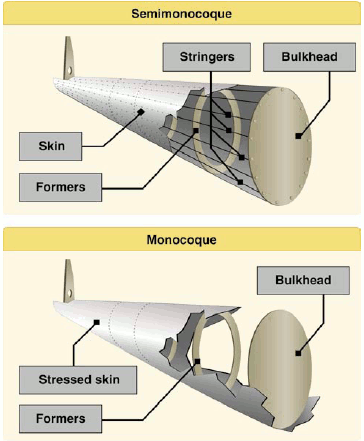 Semimonocoque
Stringers
Bulkhead
Skin
Formers
Monocoque
Bulkhead
Stressed skin
Formers